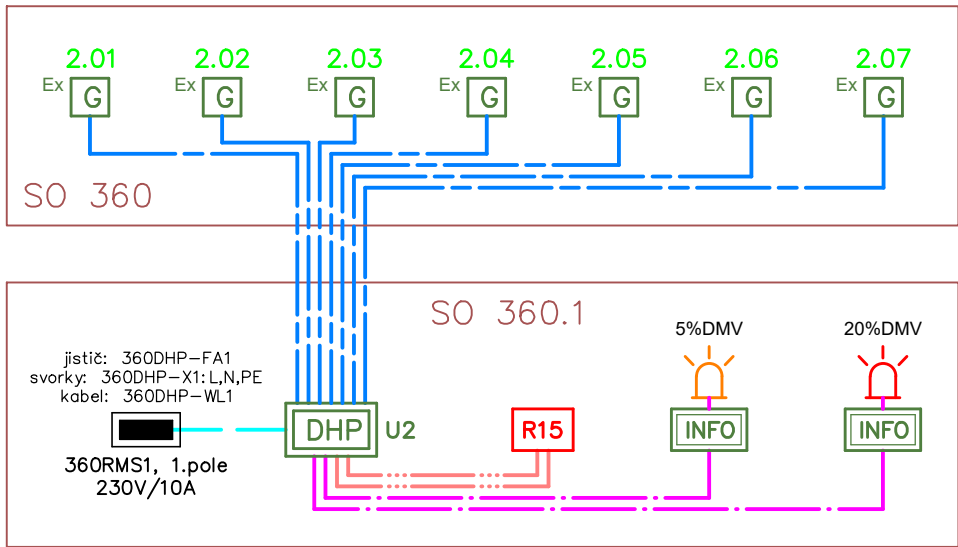 2.01 2.02 2.03 2.04 2.05 2.06 2.07
Ex G Ex G Ex G Ex G Ex G Ex G Ex G
SO 360
SO 360.1
5%DMV 20%DMV
jistič: 360DHP-FA1
svorky: 360DHP-X1:L,N,PE
kabel: 360DHP-WL1
DHP U2 R15 INFO INFO
360RMS1, 1.pole
230V/10A